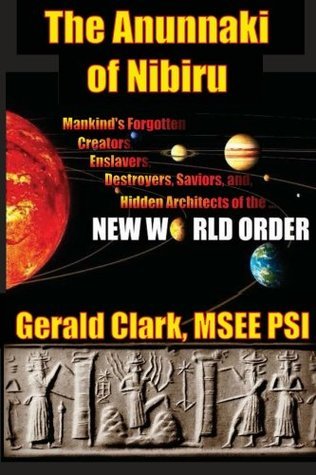 The Anunnaki
of Nibiru
Mankind's Forgotten
Creators
Enslavers,
Destroyers, Saviors, and,
Hidden Architects of the ..
NEW WORLD ORDER
Gerald Clark, MSEE PSI